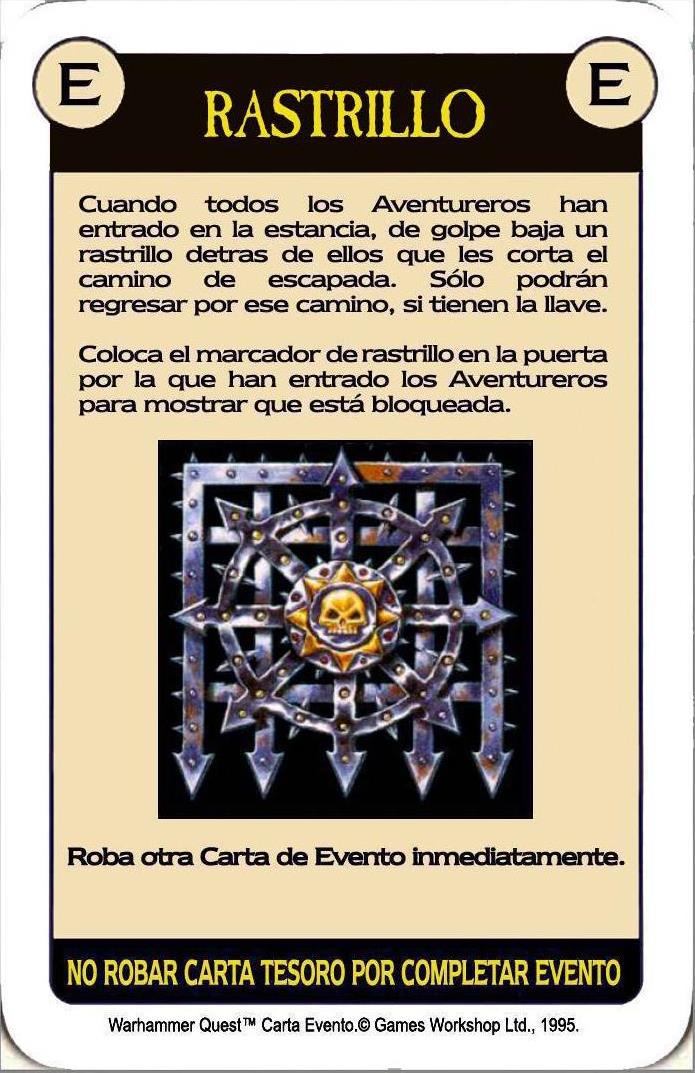 E
E
RASTRILLO
Cuando todos los Aventureros han
entrado en la estancia, de golpe baja un
rastrillo detras de ellos que les corta el
camino de escapada. Sólo podrán
regresar por ese camino, si tienen la llave.
Coloca el marcador de rastrillo en la puerta
por la que han entrado los Aventureros
para mostrar que está bloqueada.
Roba otra Carta de Evento inmediatamente.
NO ROBAR CARTA TESORO POR COMPLETAR EVENTO
Warhammer Quest™ Carta Evento.© Games Workshop Ltd., 1995.